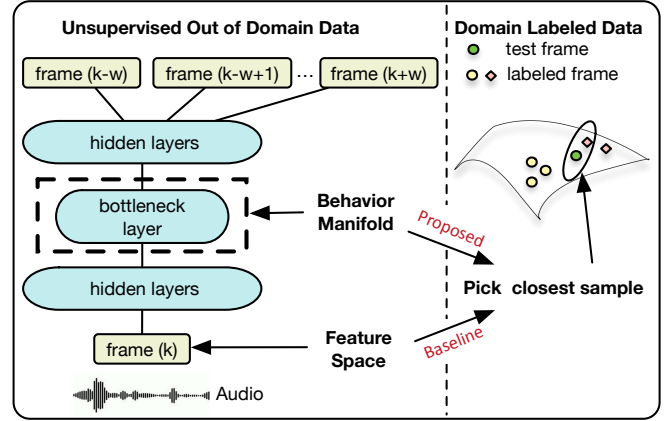 Unsupervised Out of Domain Data
frame (k-w)
frame (k-w+1)
...
frame (k+w)
hidden layers
bottleneck
layer
hidden layers
frame (k)
Audio
Behavior
Manifold
Feature
Space
Domain Labeled Data
test frame
labeled frame
Proposed
Pick closest sample
Baseline